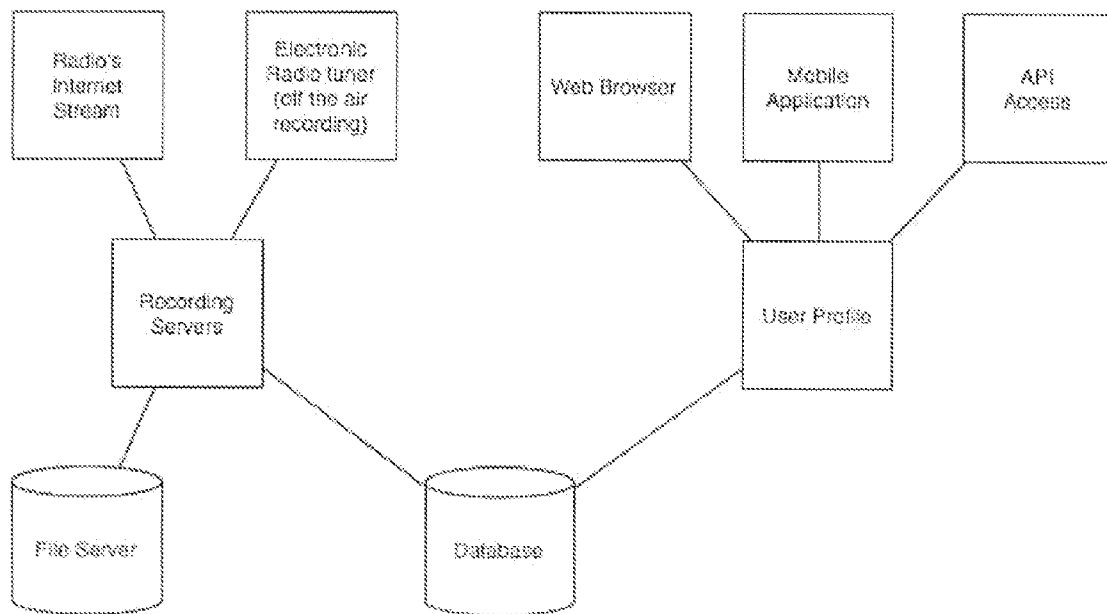 Radio's
Internet
Stream
Electronic
Radio tuner
(off the air
recording)
Web Browser
Mobile
Application
API
Access
Recording
Servers
User Profile
File Server
Database